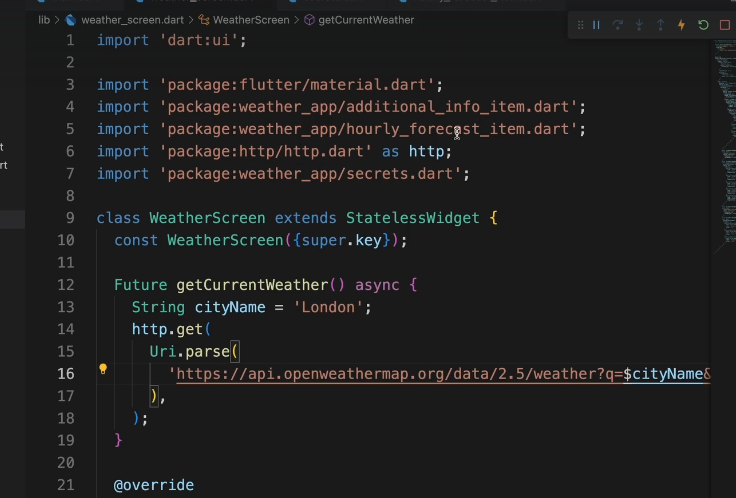 lib > weather_screen.dart > WeatherScreen > getCurrentWeather
1 import 'dart:ui';
2
3 import 'package:flutter/material.dart';
4 import 'package:weather_app/additional_info_item.dart';
5 import 'package:weather_app/hourly_forecast_item.dart';
6 import 'package:http/http.dart' as http;
7 import 'package:weather_app/secrets.dart';
8
9 class WeatherScreen extends StatelessWidget {
10 const WeatherScreen({super.key});
11
12 Future getCurrentWeather() async {
13 String cityName = 'London';
14 http.get(
15 Uri.parse(
16 'https://api.openweathermap.org/data/2.5/weather?q=$cityName&
17 ),
18 );
19 }
20
21 @override